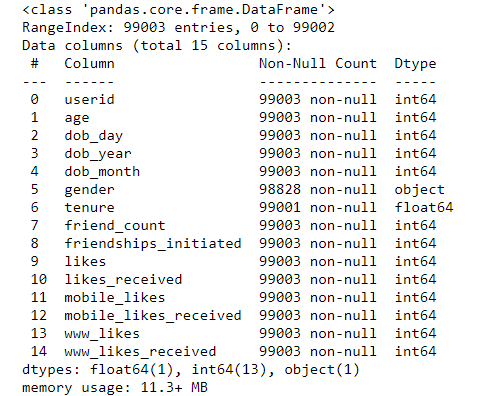 <class 'pandas.core.frame.DataFrame'>
RangeIndex: 99003 entries, 0 to 99002
Data columns (total 15 columns):
 #   Column                 Non-Null Count  Dtype
---  ------                 --------------  -----
 0   userid                 99003 non-null  int64
 1   age                    99003 non-null  int64
 2   dob_day                99003 non-null  int64
 3   dob_year               99003 non-null  int64
 4   dob_month              99003 non-null  int64
 5   gender                 98828 non-null  object
 6   tenure                 99001 non-null  float64
 7   friend_count           99003 non-null  int64
 8   friendships_initiated  99003 non-null  int64
 9   likes                  99003 non-null  int64
 10  likes_received         99003 non-null  int64
 11  mobile_likes           99003 non-null  int64
 12  mobile_likes_received  99003 non-null  int64
 13  www_likes              99003 non-null  int64
 14  www_likes_received     99003 non-null  int64
dtypes: float64(1), int64(13), object(1)
memory usage: 11.3+ MB